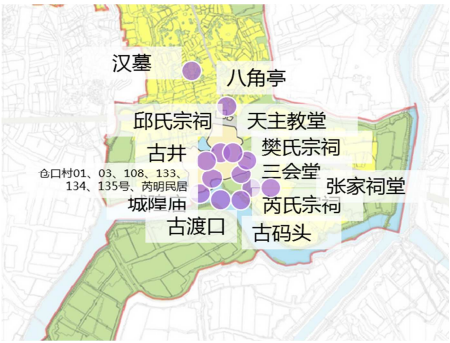 汉墓
八角亭
邱氏宗祠
天主教堂
古井
樊氏宗祠
仓口村01、03、108、133、
134、135号、芮明民居
三会堂
张家祠堂
城隍庙
芮氏宗祠
古渡口
古码头